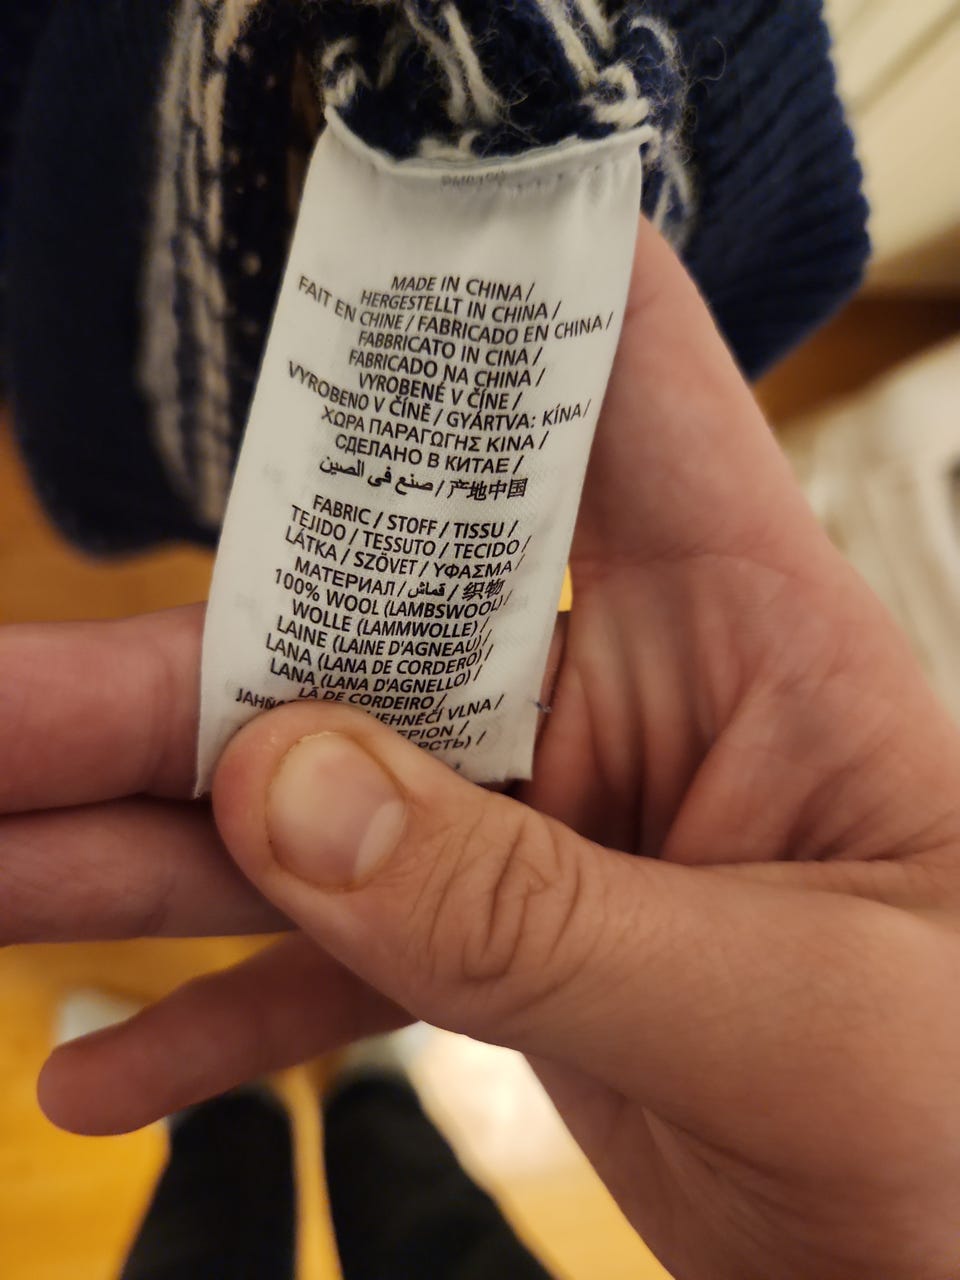 MADE IN CHINA /
HERGESTELLT IN CHINA /
FAIT EN CHINE / FABRICADO EN CHINA /
FABBRICATO IN CINA /
FABRICADO NA CHINA /
VYROBENÉ V ČÍNE /
VYROBENO V ČÍNĚ / GYÁRTVA: KÍNA /
ΧΩΡΑ ΠΑΡΑΓΩΓΗΣ ΚΙΝΑ /
СДЕЛАНО В КИТАЕ /
صنع في الصين / 产地中国
FABRIC / STOFF / TISSU /
TEJIDO / TESSUTO / TECIDO /
LÁTKA / SZÖVET / ΥΦΑΣΜΑ /
МАТЕРИАЛ / قماش / 织物
100% WOOL (LAMBSWOOL) /
WOLLE (LAMMWOLLE) /
LAINE (LAINE D'AGNEAU) /
LANA (LANA DE CORDERO) /
LANA (LANA D'AGNELLO) /
LÃ DE CORDEIRO /
JEHNĚČÍ VLNA /